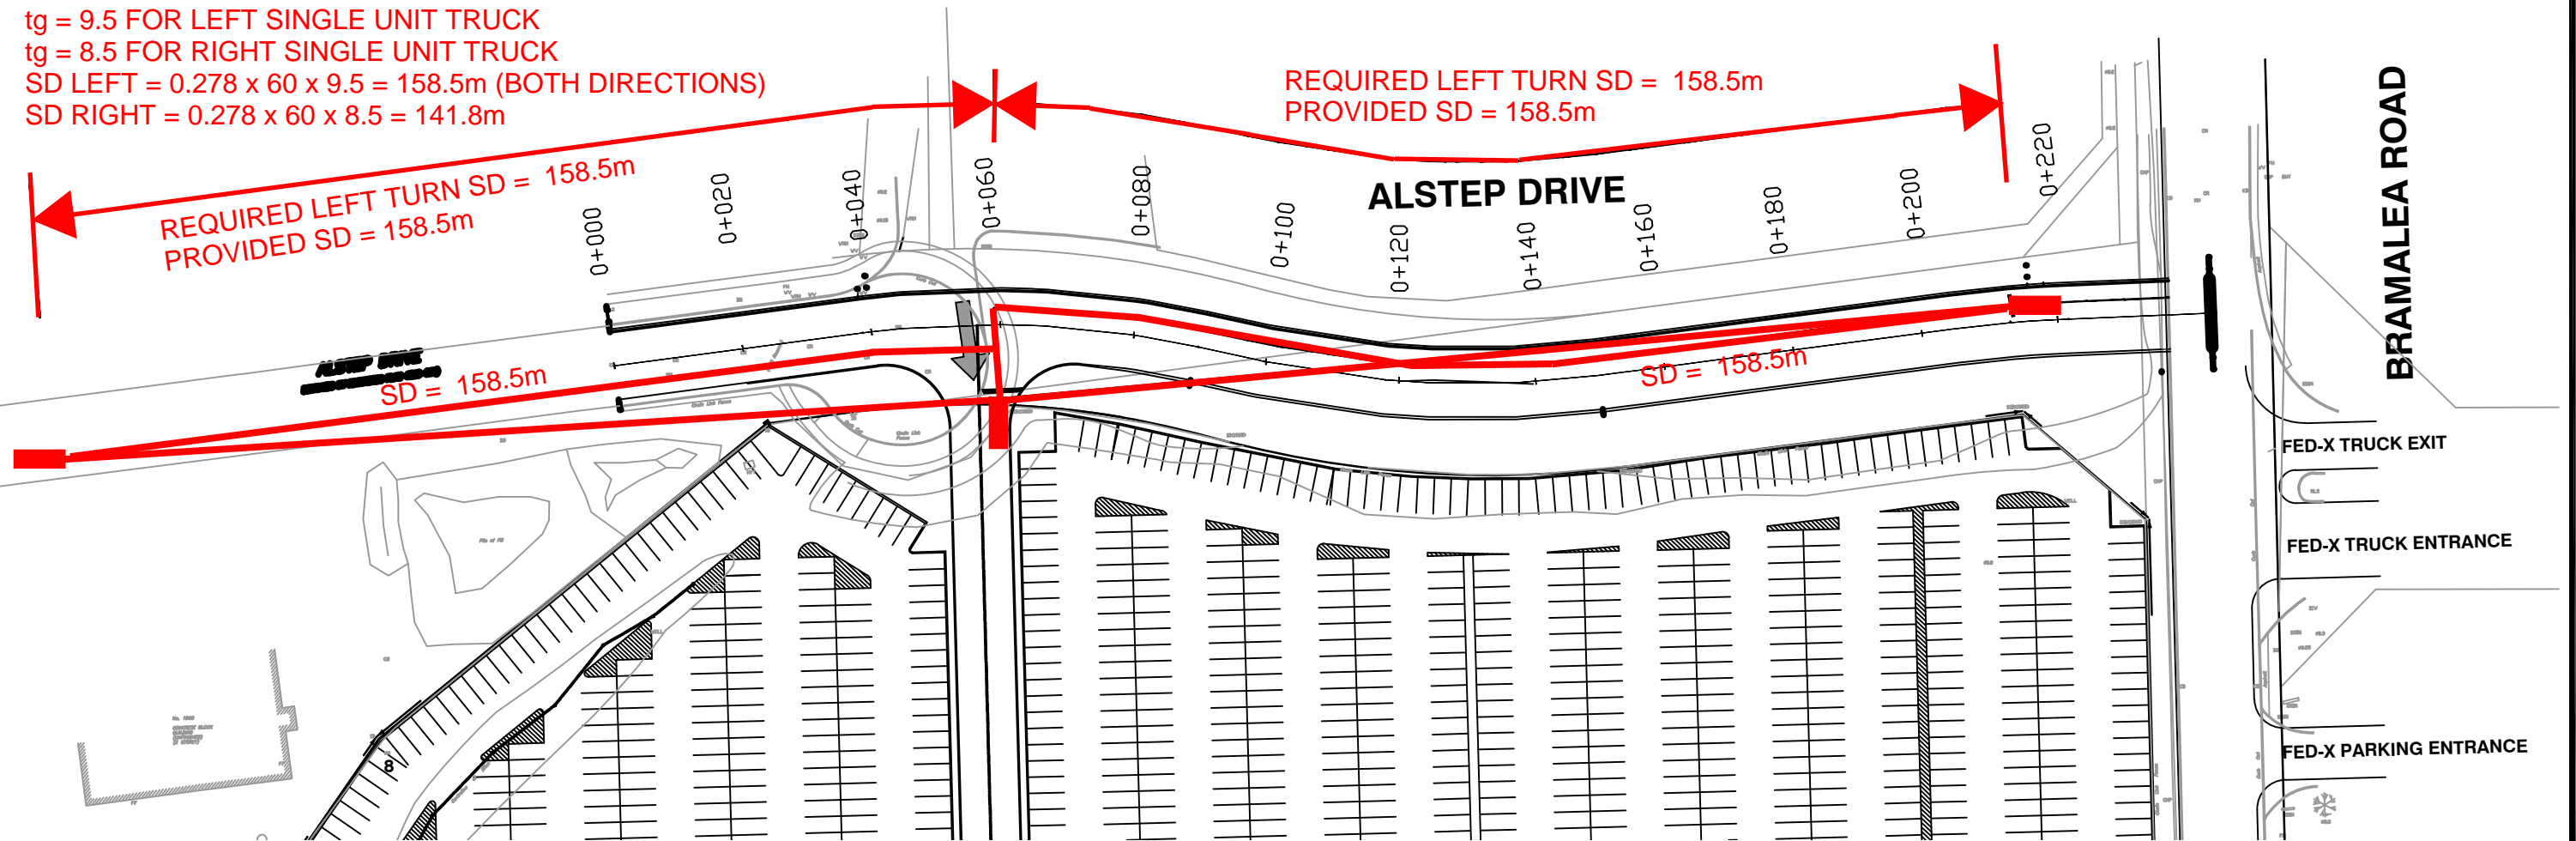 tg = 9.5 FOR LEFT SINGLE UNIT TRUCK
tg = 8.5 FOR RIGHT SINGLE UNIT TRUCK
SD LEFT = 0.278 x 60 x 9.5 = 158.5m (BOTH DIRECTIONS)
SD RIGHT = 0.278 x 60 x 8.5 = 141.8m
REQUIRED LEFT TURN SD = 158.5m
PROVIDED SD = 158.5m
REQUIRED LEFT TURN SD = 158.5m
PROVIDED SD = 158.5m
ALSTEP DRIVE
BRAMALEA ROAD
0+000
0+020
0+040
0+060
0+080
0+100
0+120
0+140
0+160
0+180
0+200
0+220
ALSTEP DRIVE
SD = 158.5m
SD = 158.5m
FED-X TRUCK EXIT
FED-X TRUCK ENTRANCE
FED-X PARKING ENTRANCE
8